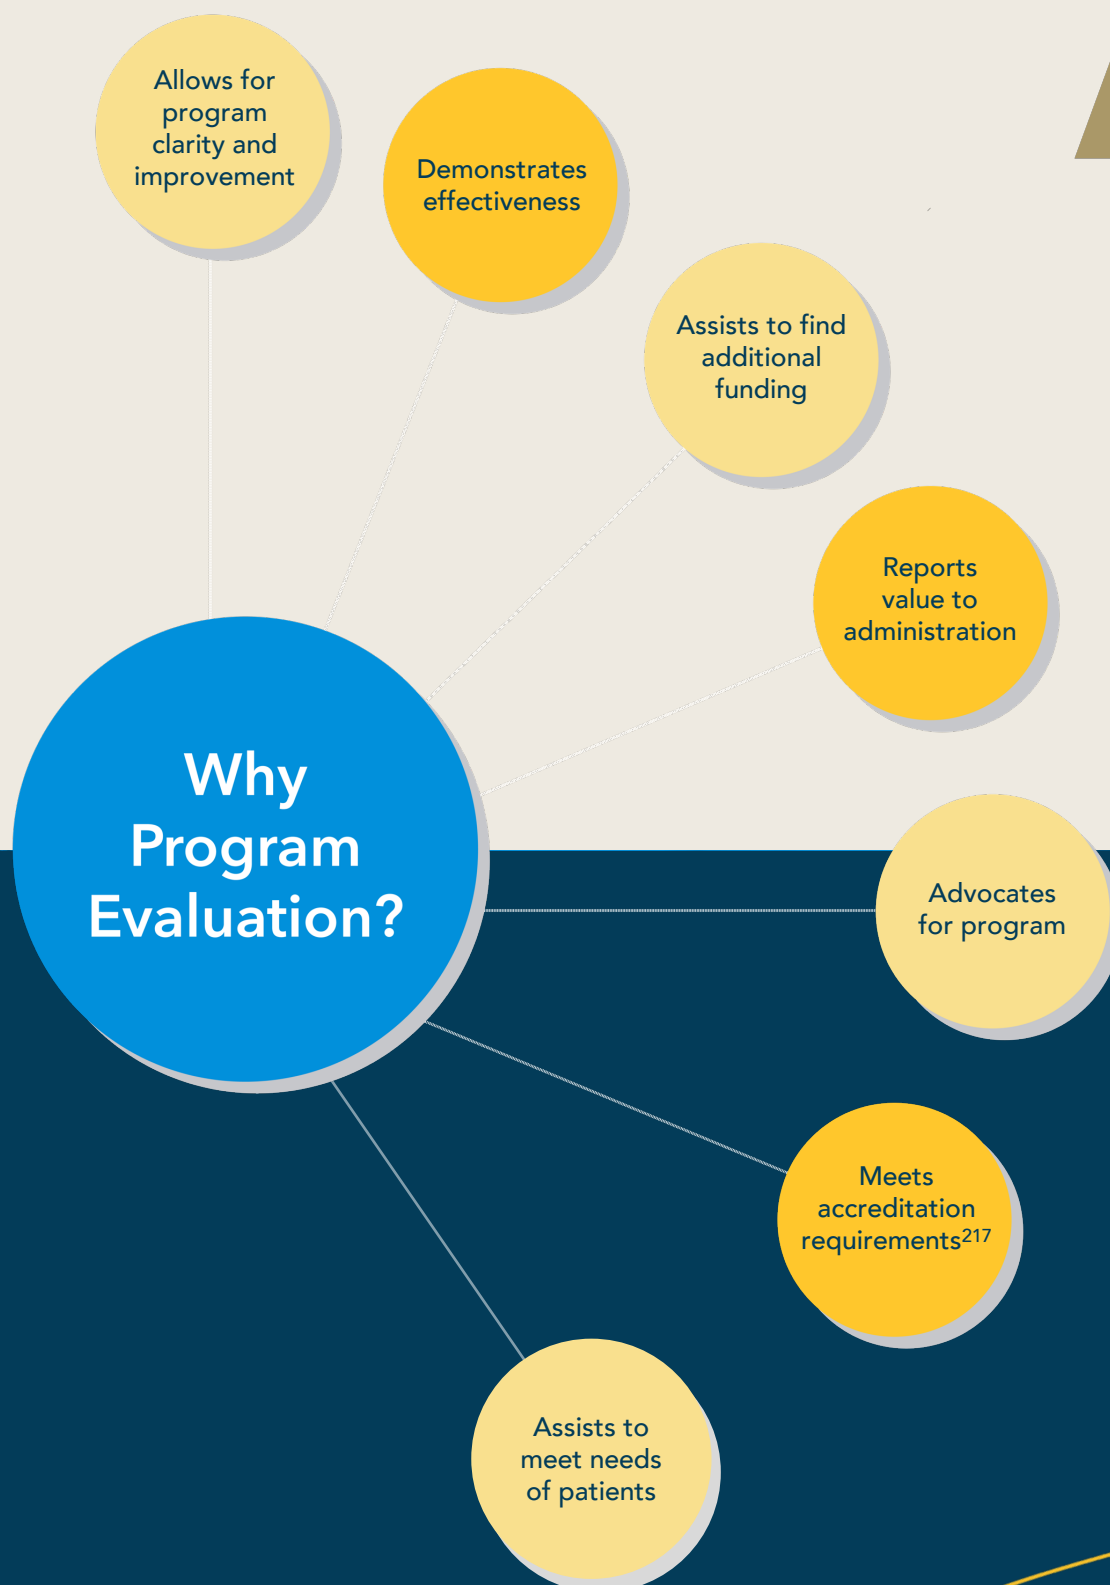 Allows for
program
clarity and
improvement
Demonstrates
effectiveness
Assists to find
additional
funding
Reports
value to
administration
Why
Program
Evaluation?
Advocates
for program
Meets
accreditation
requirements²¹⁷
Assists to
meet needs
of patients